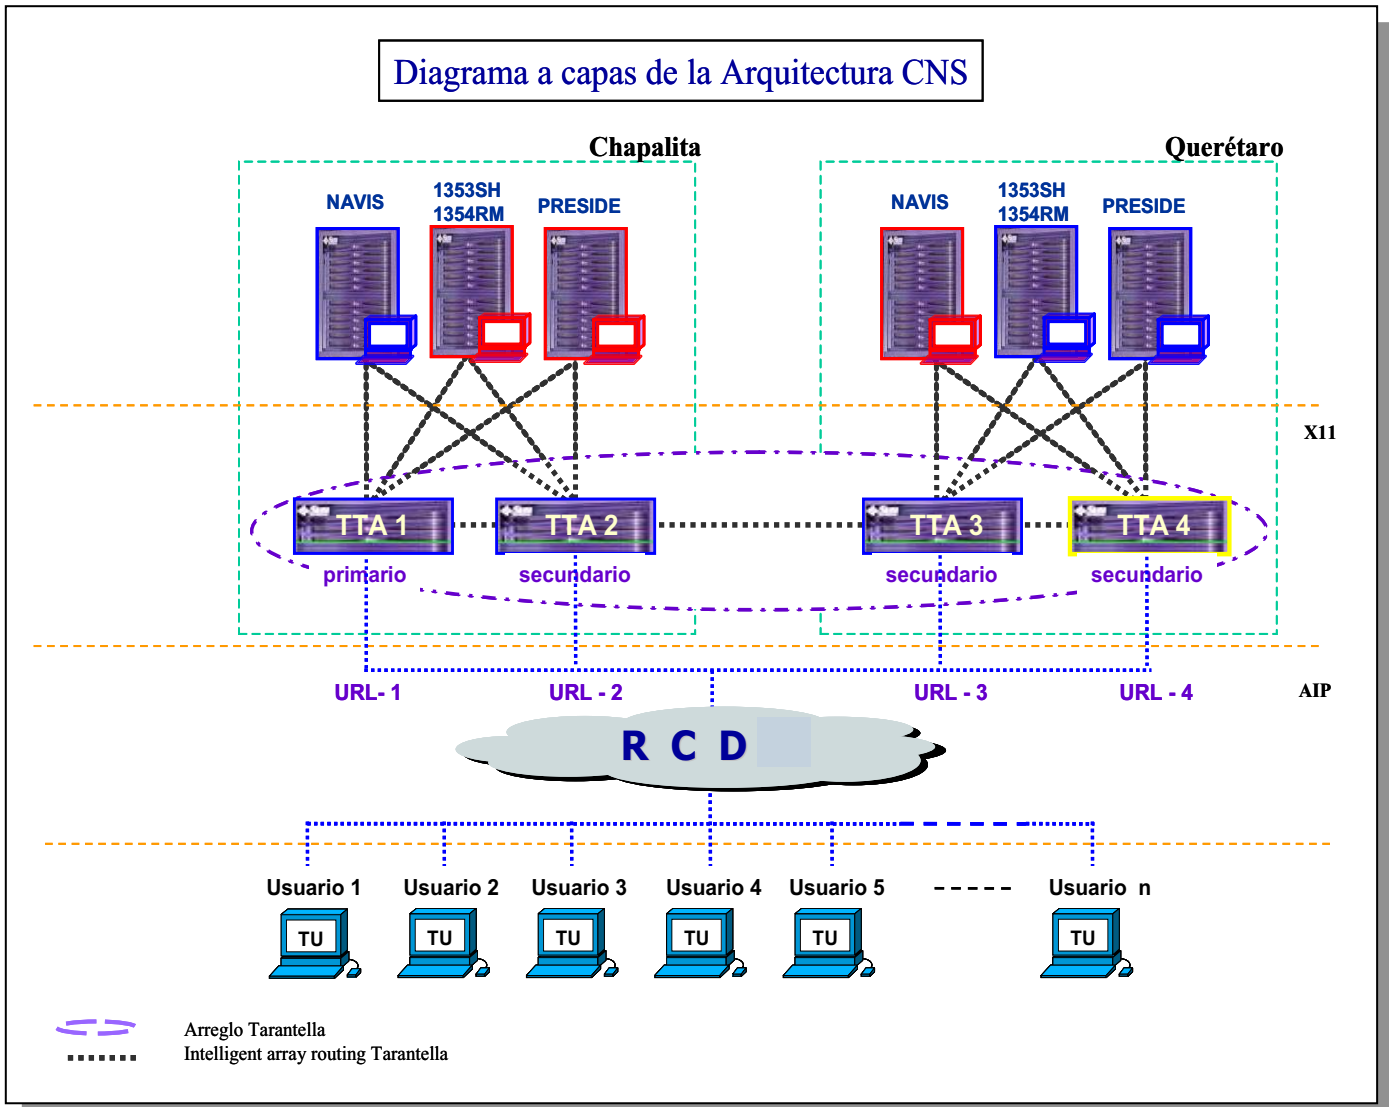 Diagrama a capas de la Arquitectura CNS
Chapalita
Querétaro
NAVIS
1353SH
1354RM
PRESIDE
NAVIS
1353SH
1354RM
PRESIDE
X11
TTA 1
TTA 2
TTA 3
TTA 4
primario
secundario
secundario
secundario
URL- 1
URL - 2
URL - 3
URL - 4
AIP
R C D
Usuario 1
Usuario 2
Usuario 3
Usuario 4
Usuario 5
Usuario n
TU
TU
TU
TU
TU
TU
Arreglo Tarantella
Intelligent array routing Tarantella